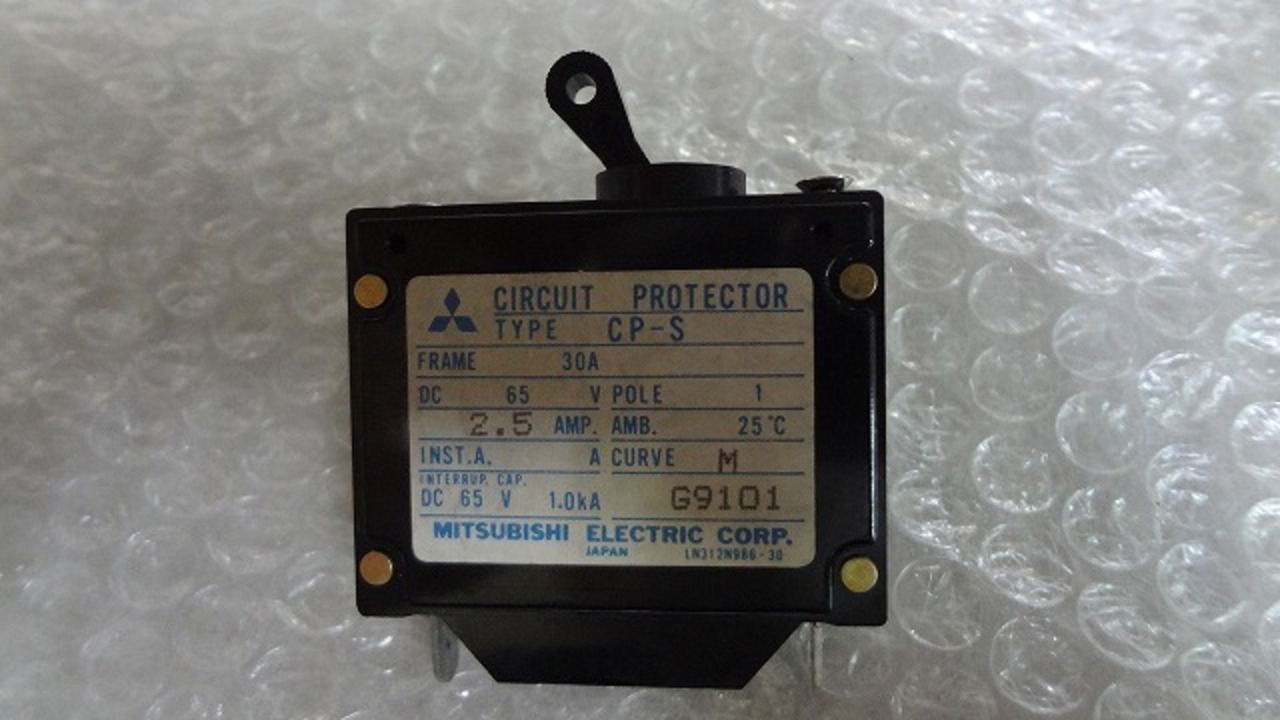 CIRCUIT PROTECTOR
TYPE CP-S
FRAME 30A
DC 65 V POLE 1
2.5 AMP. AMB. 25°C
INST.A. A CURVE M
INTERRUP. CAP.
DC 65 V 1.0kA G9101
MITSUBISHI ELECTRIC CORP.
JAPAN LN312N986-30